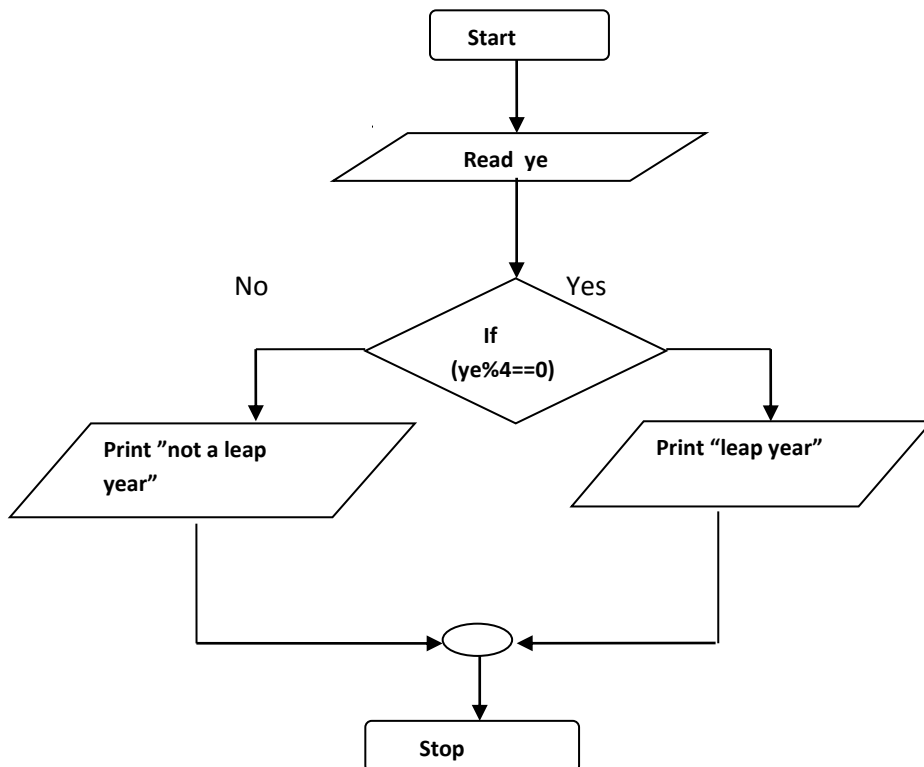 Start
Read ye
No
Yes
If
(ye%4==0)
Print ”not a leap
year”
Print “leap year”
Stop